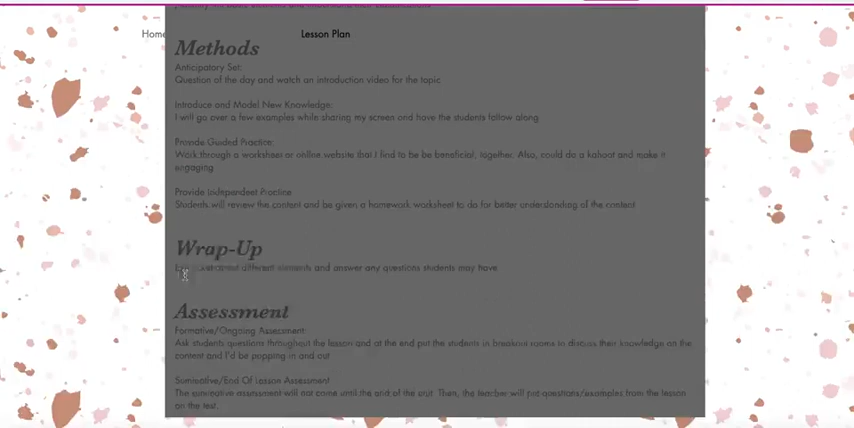 Home
Lesson Plan
Methods
Anticipatory Set:
Question of the day and watch an introduction video for the topic
Introduce and Model New Knowledge:
I will go over a few examples while sharing my screen and have the students follow along
Provide Guided Practice:
Work through a worksheet or online website that I find to be be beneficial, together. Also, could do a kahoot and make it
engaging
Provide Independent Practice
Students will review the content and be given a homework worksheet to do for better understanding of the content
Wrap-Up
different elements and answer any questions students may have
Assessment
Formative/Ongoing Assessment:
Ask students questions throughout the lesson and at the end put the students in breakout rooms to discuss their knowledge on the
content and I'd be popping in and out
Summative/End Of Lesson Assessment
The summative assessment will not come until the end of the unit. Then, the teacher will put questions/examples from the lesson
on the test.